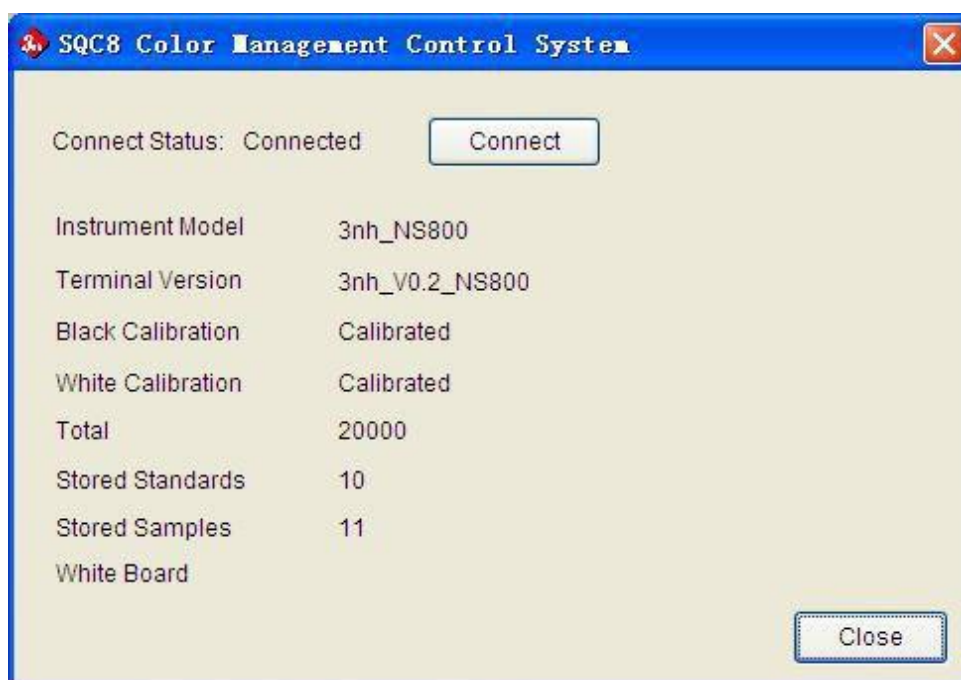 SQC8 Color Management Control System
Connect Status: Connected Connect
Instrument Model 3nh_NS800
Terminal Version 3nh_V0.2_NS800
Black Calibration Calibrated
White Calibration Calibrated
Total 20000
Stored Standards 10
Stored Samples 11
White Board
Close